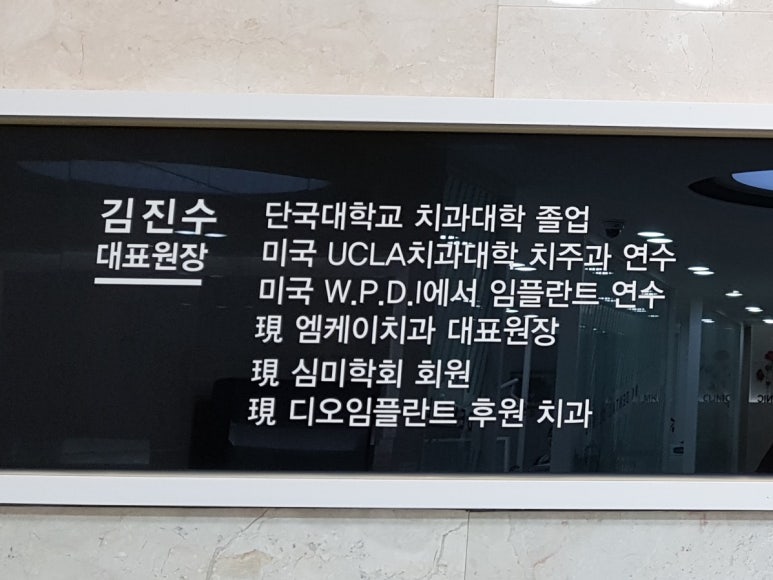 김진수
대표원장
단국대학교 치과대학 졸업
미국 UCLA치과대학 치주과 연수
미국 W.P.D.I에서 임플란트 연수
現 엠케이치과 대표원장
現 심미학회 회원
現 디오임플란트 후원 치과